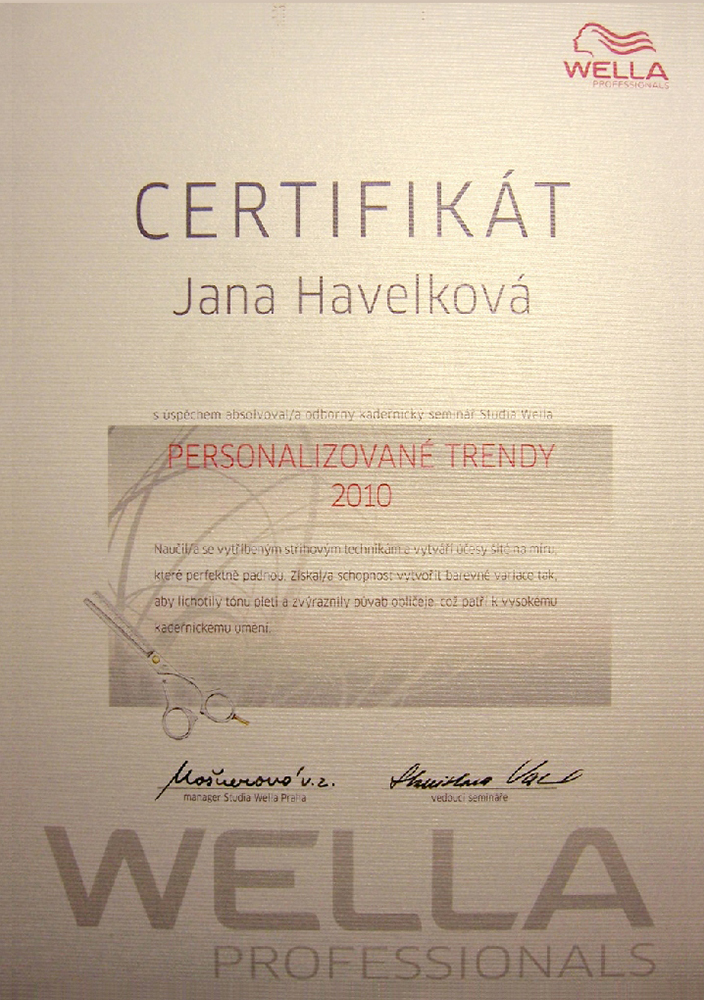 WELLA
PROFESSIONALS
CERTIFIKÁT
Jana Havelková
s úspěchem absolvoval/a odborný kadeřnický seminář Studia Wella
PERSONALIZOVANÉ TRENDY
2010
Naučil/a se vytříbeným střihovým technikám a vytváří účesy šité na míru,
které perfektně padnou. Získal/a schopnost vytvořit barevné variace tak,
aby lichotily tónu pleti a zvýraznily půvab obličeje, což patří k vysokému
kadeřnickému umění.
v.z.
manager Studia Wella Praha
vedoucí semináře
WELLA
PROFESSIONALS